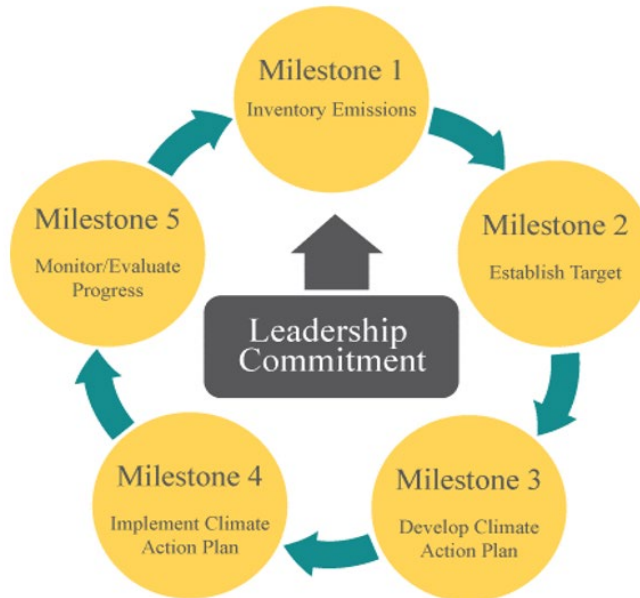 Milestone 1
Inventory Emissions
Milestone 2
Establish Target
Milestone 3
Develop Climate
Action Plan
Milestone 4
Implement Climate
Action Plan
Milestone 5
Monitor/Evaluate
Progress
Leadership
Commitment